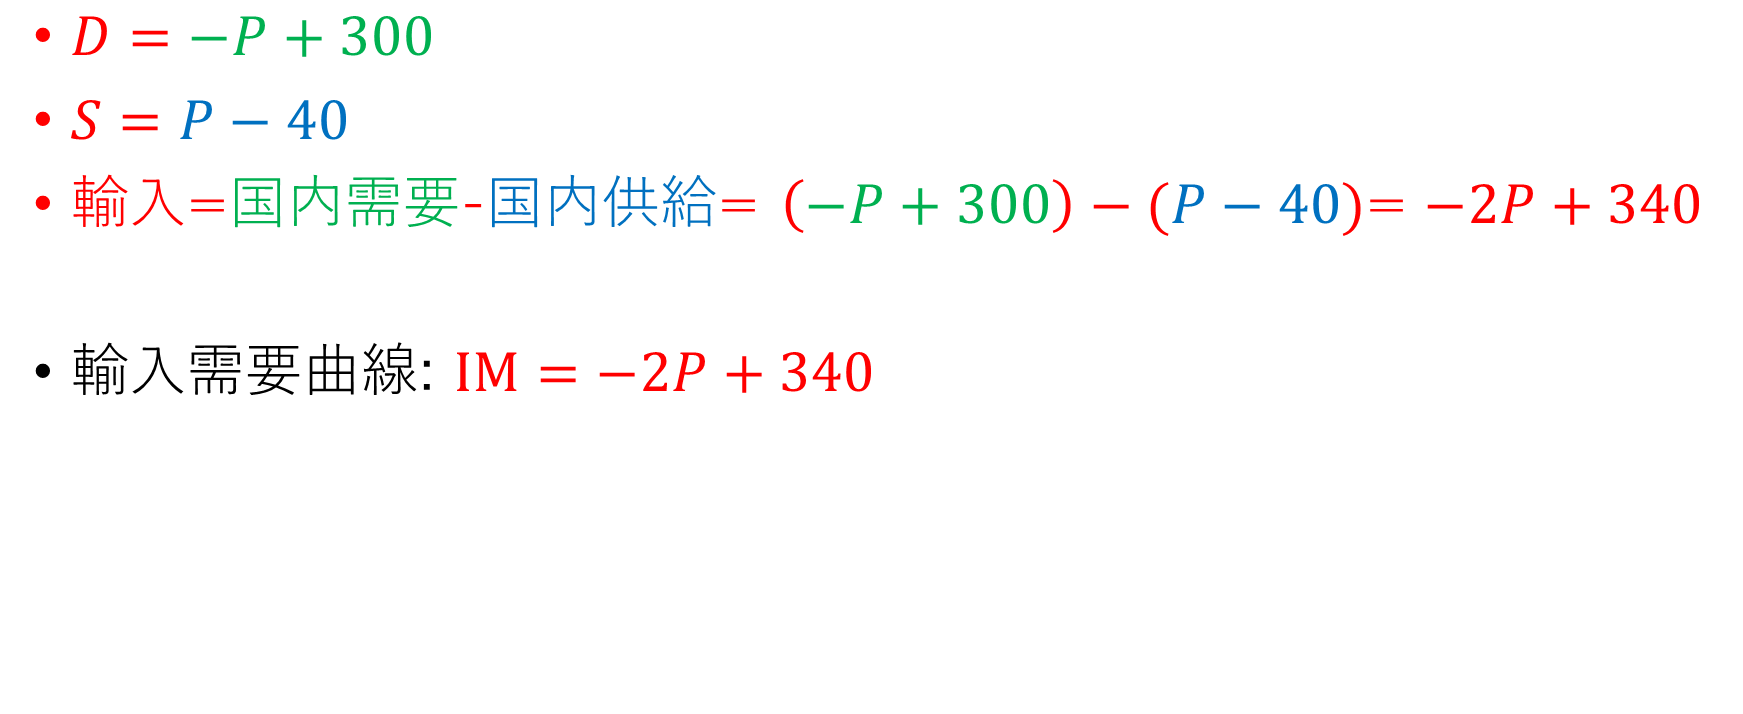 • D = −P + 300
• S = P − 40
• 輸入=国内需要-国内供給= (−P + 300) − (P − 40)= −2P + 340
• 輸入需要曲線: IM = −2P + 340